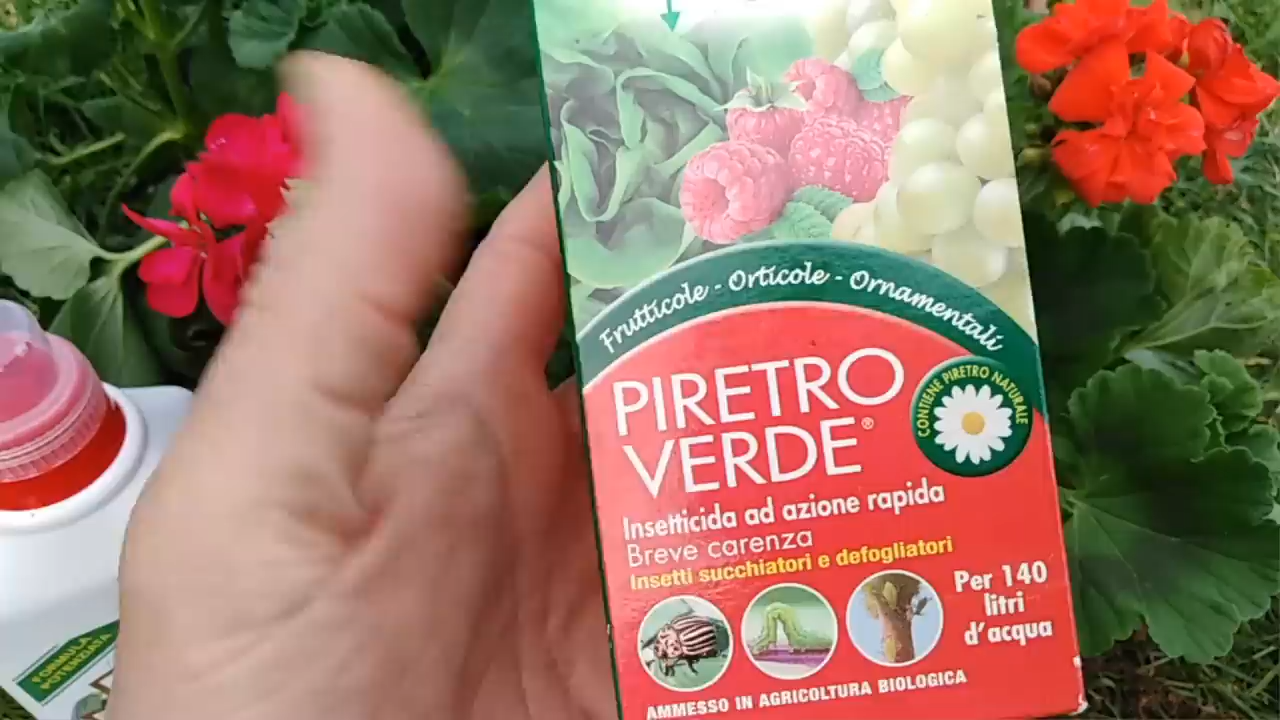 Frutticole - Orticole - Ornamentali
PIRETRO
VERDE®
CONTIENE PIRETRO NATURALE
Insetticida ad azione rapida
Breve carenza
Insetti succhiatori e defogliatori
Per 140
litri
d'acqua
AMMESSO IN AGRICOLTURA BIOLOGICA
FORMULA
POTENZIATA